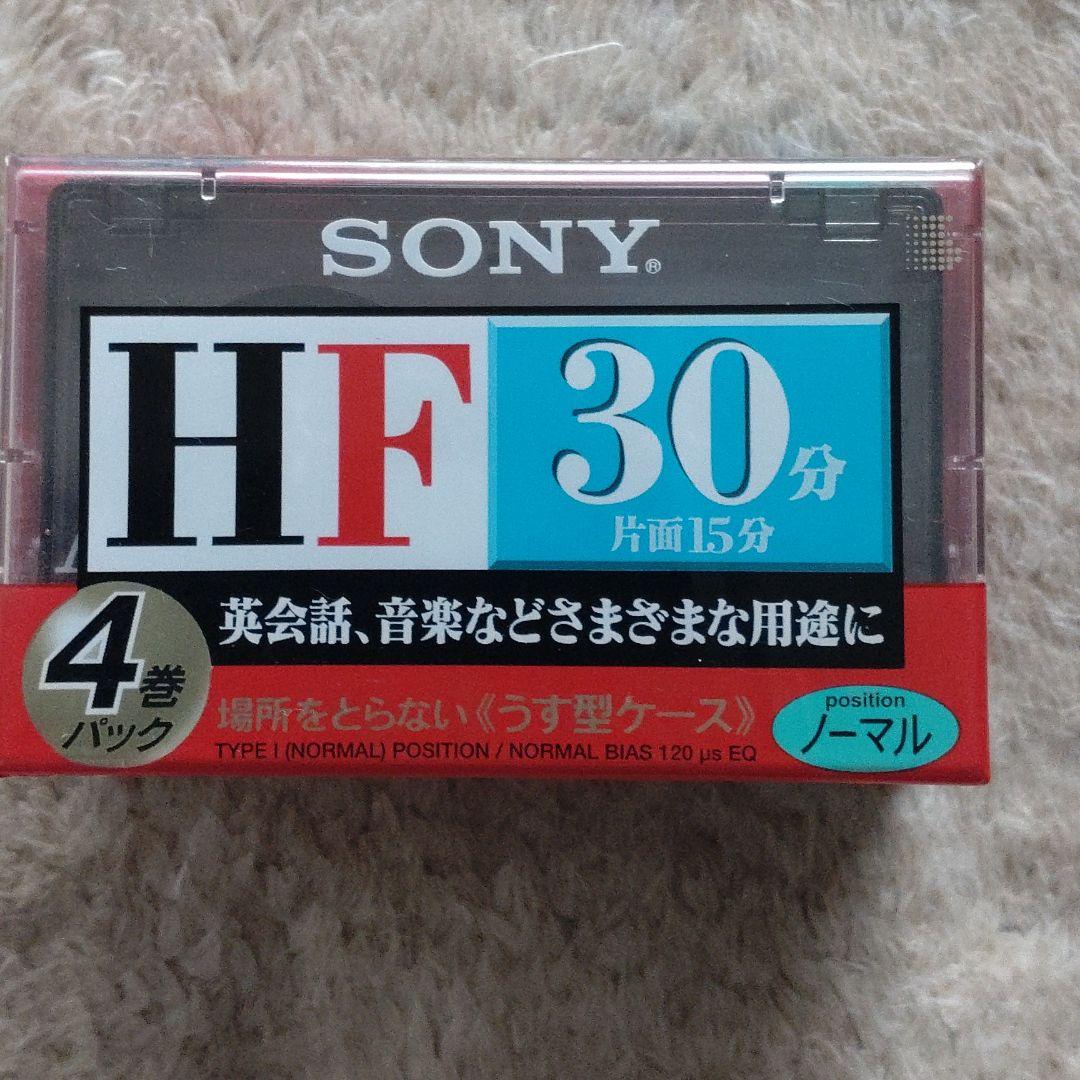 SONY®
HF
30分
片面15分
英会話、音楽などさまざまな用途に
4巻
パック
場所をとらない《うす型ケース》
TYPE I (NORMAL) POSITION / NORMAL BIAS 120 μs EQ
position
ノーマル